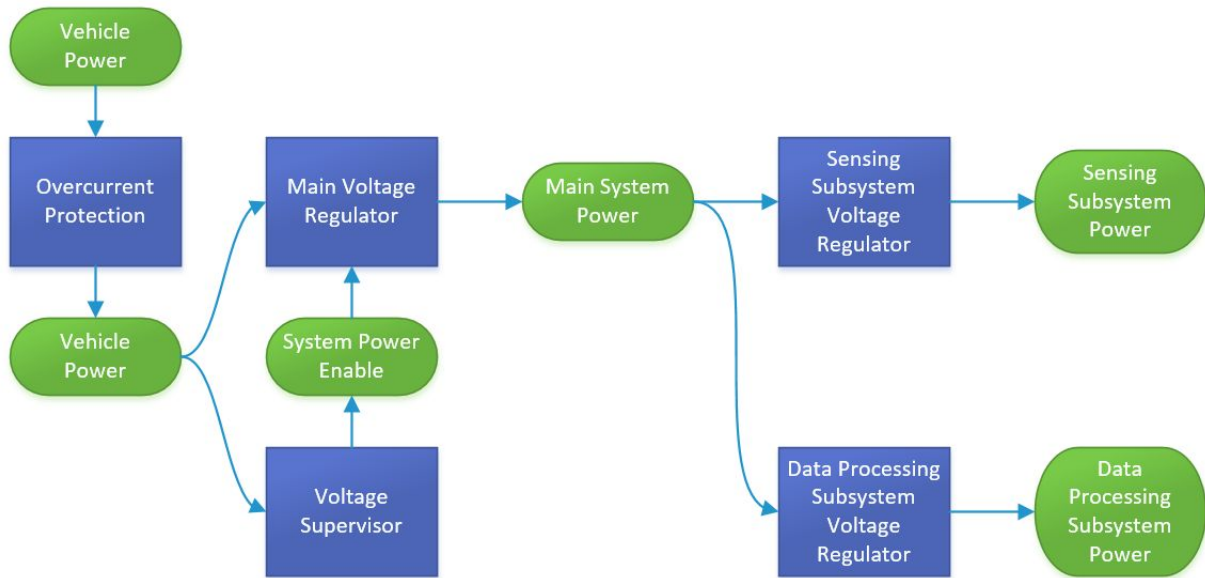 Vehicle
Power
Overcurrent
Protection
Vehicle
Power
Main Voltage
Regulator
System Power
Enable
Voltage
Supervisor
Main System
Power
Sensing
Subsystem
Voltage
Regulator
Sensing
Subsystem
Power
Data Processing
Subsystem
Voltage
Regulator
Data
Processing
Subsystem
Power